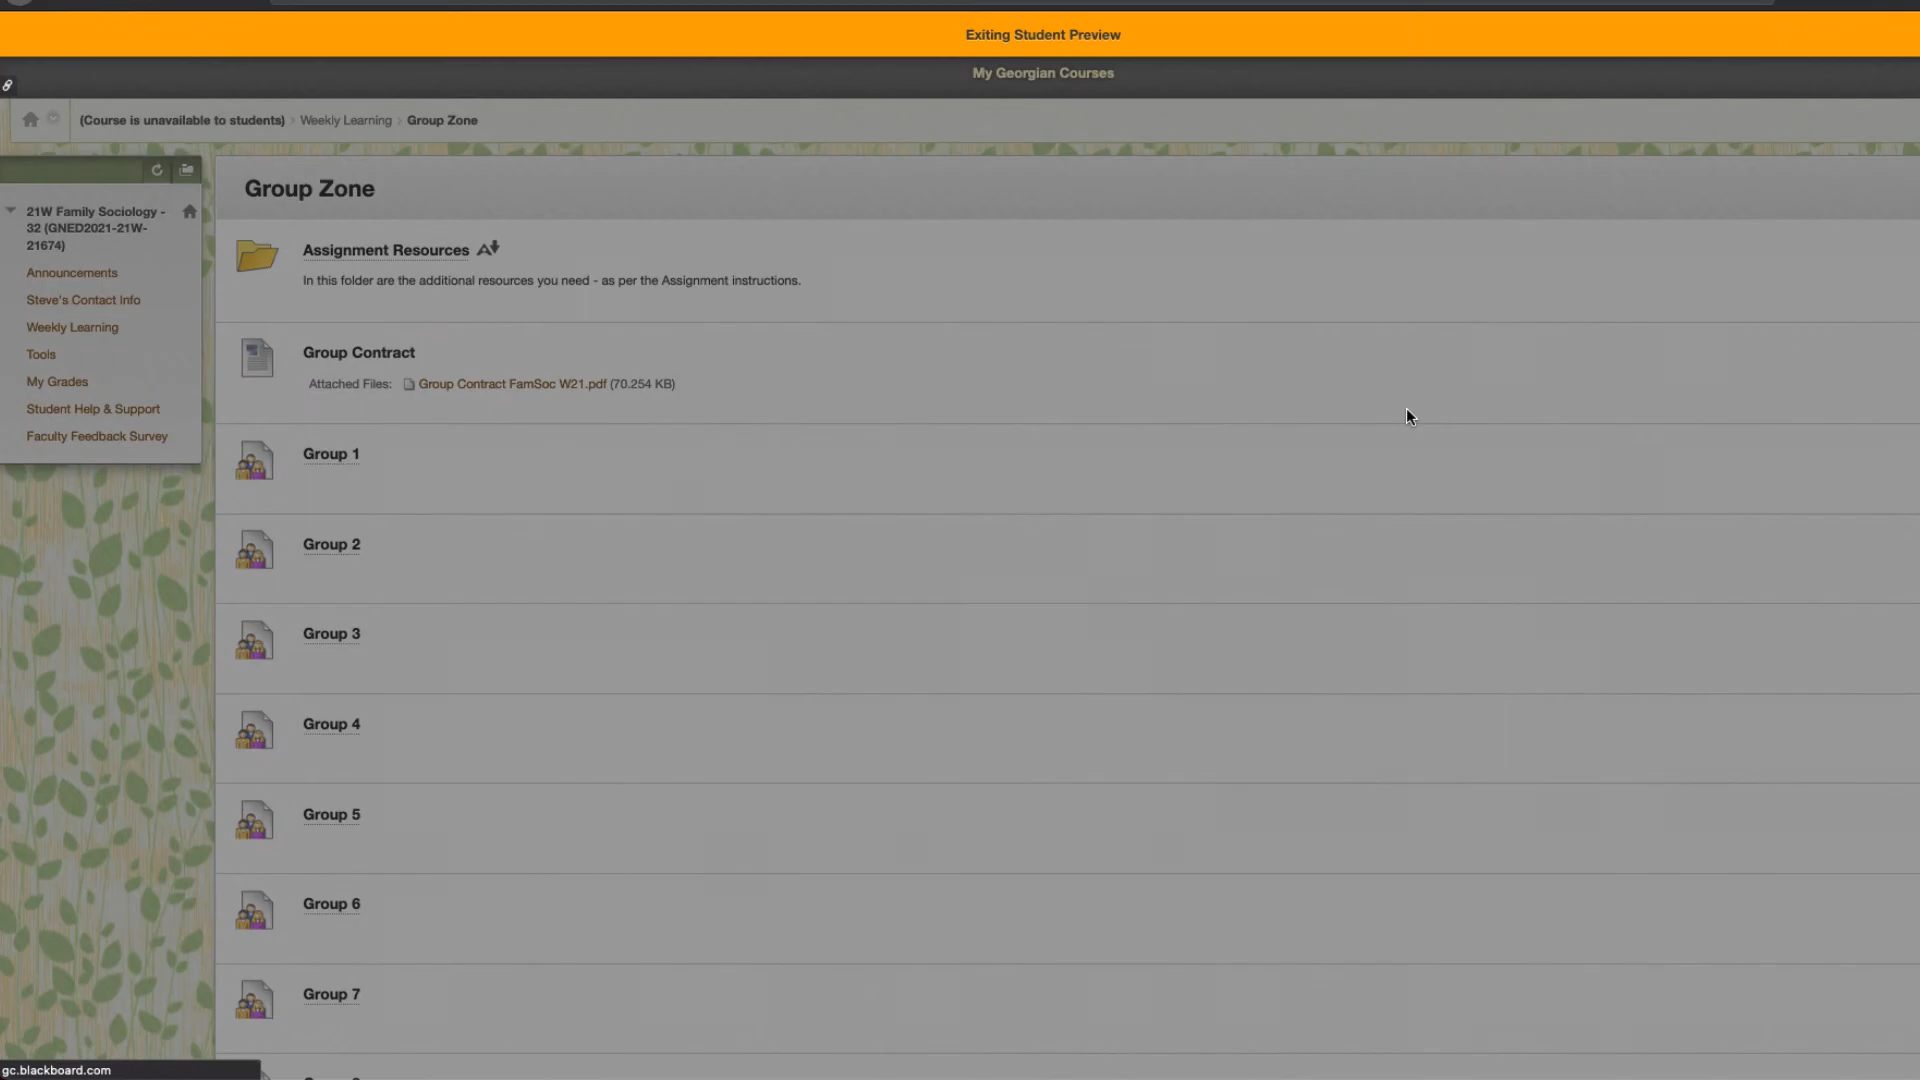 Exiting Student Preview
My Georgian Courses
(Course is unavailable to students) Weekly Learning Group Zone
21W Family Sociology -
32 (GNED2021-21W-
21674)
Announcements
Steve's Contact Info
Weekly Learning
Tools
My Grades
Student Help & Support
Faculty Feedback Survey
Group Zone
Assignment Resources
In this folder are the additional resources you need - as per the Assignment instructions.
Group Contract
Attached Files: Group Contract FamSoc W21.pdf (70.254 KB)
Group 1
Group 2
Group 3
Group 4
Group 5
Group 6
Group 7
gc.blackboard.com